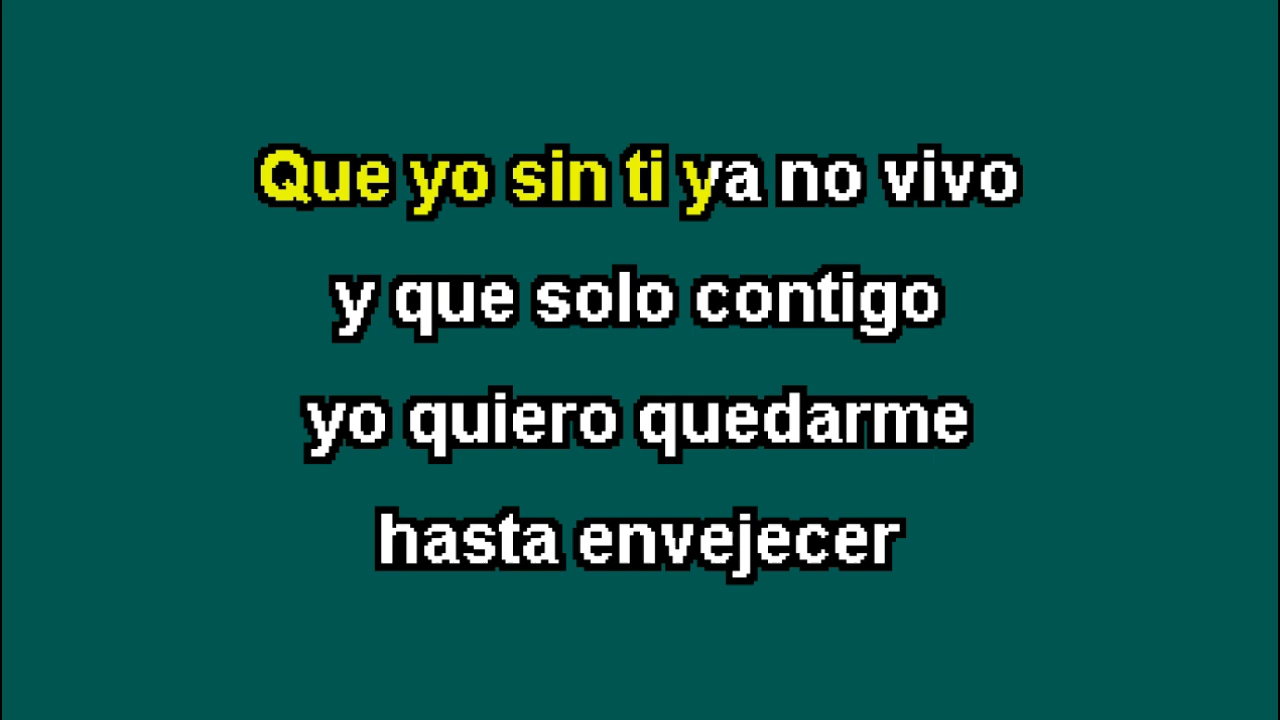 Que yo sin ti ya no vivo
y que solo contigo
yo quiero quedarme
hasta envejecer